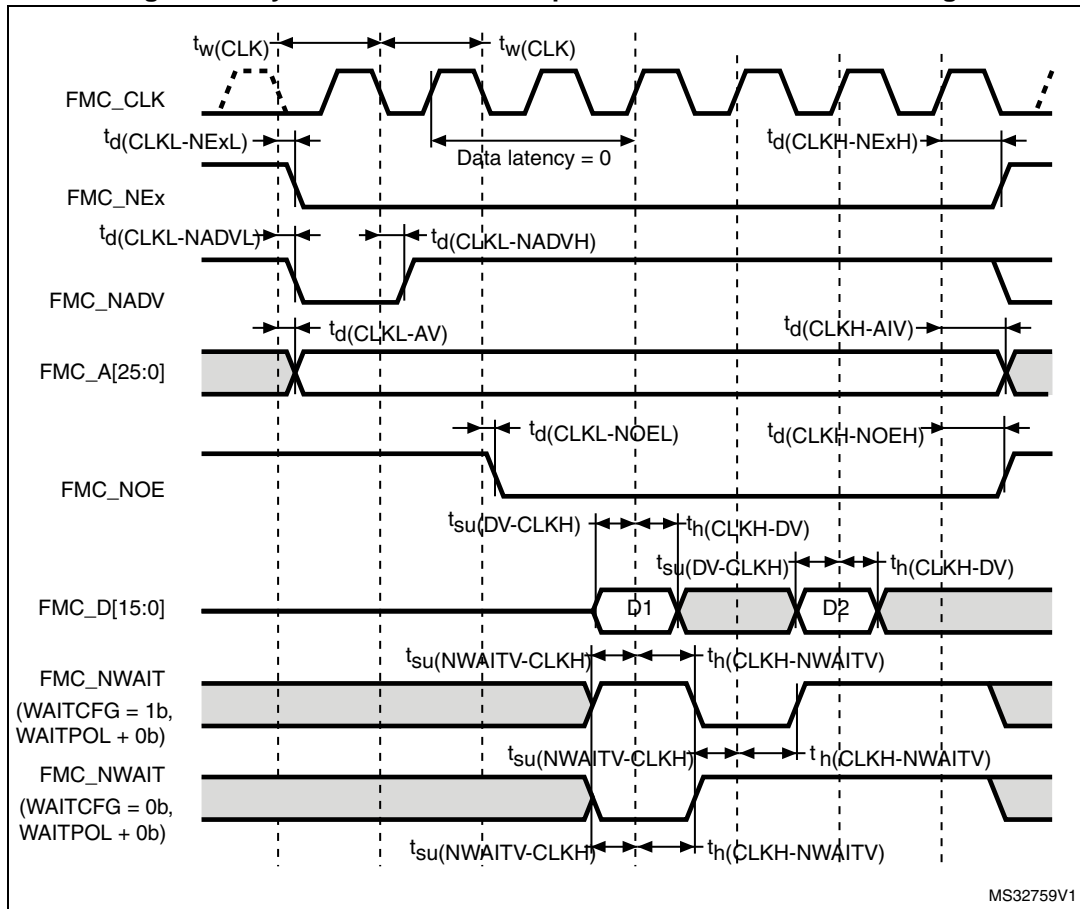 tw(CLK)
tw(CLK)
FMC_CLK
td(CLKL-NExL)
Data latency = 0
td(CLKH-NExH)
FMC_NEx
td(CLKL-NADVL)
td(CLKL-NADVH)
FMC_NADV
td(CLKL-AV)
td(CLKH-AIV)
FMC_A[25:0]
td(CLKL-NOEL)
td(CLKH-NOEH)
FMC_NOE
tsu(DV-CLKH)
th(CLKH-DV)
tsu(DV-CLKH)
th(CLKH-DV)
FMC_D[15:0]
D1
D2
tsu(NWAITV-CLKH)
th(CLKH-NWAITV)
FMC_NWAIT
(WAITCFG = 1b,
WAITPOL + 0b)
tsu(NWAITV-CLKH)
th(CLKH-NWAITV)
FMC_NWAIT
(WAITCFG = 0b,
WAITPOL + 0b)
tsu(NWAITV-CLKH)
th(CLKH-NWAITV)
MS32759V1